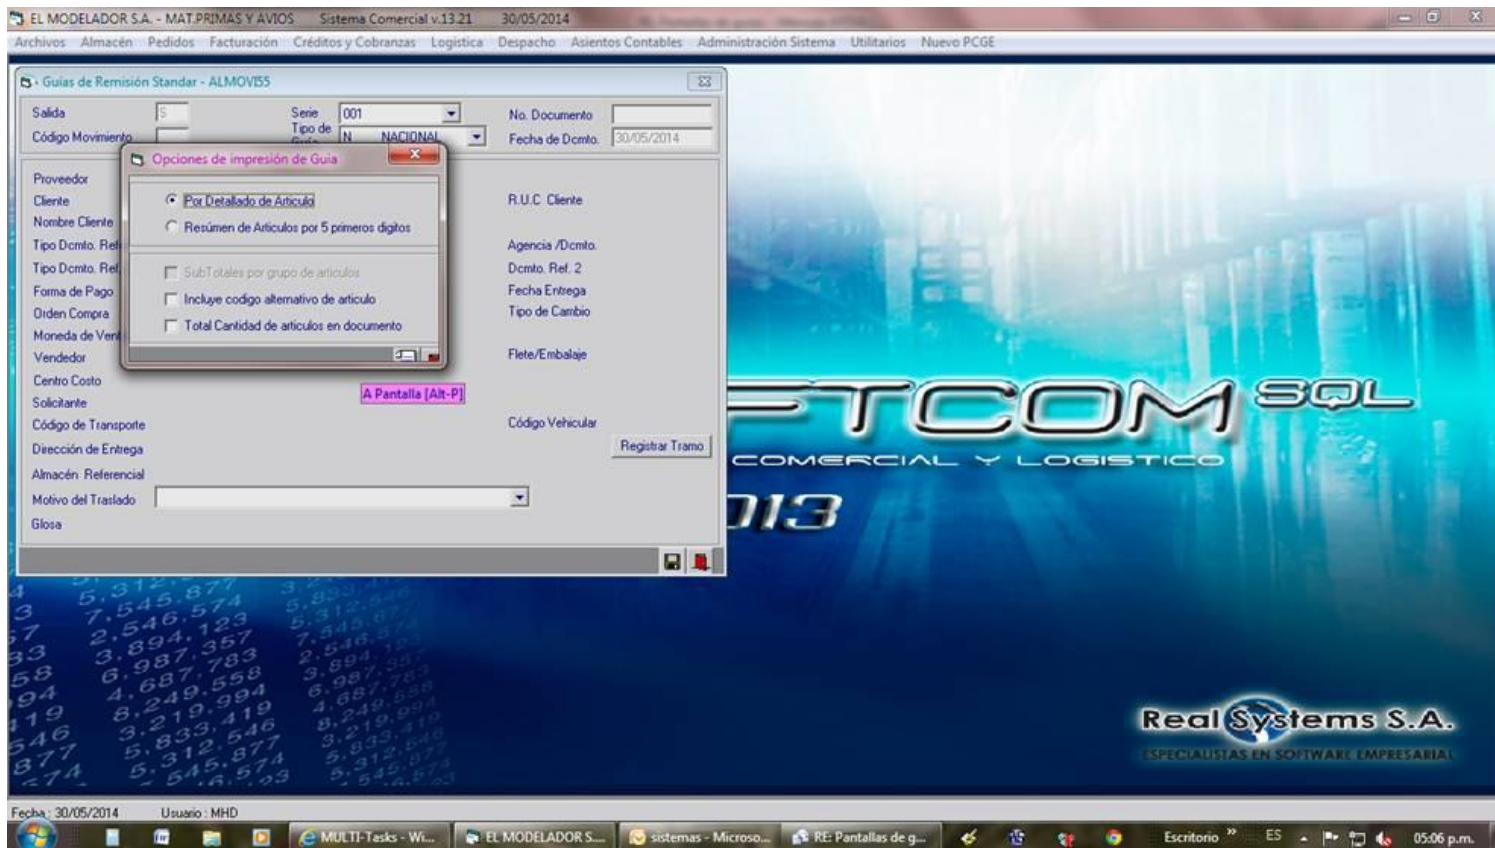 EL MODELADOR S.A. - MAT.PRIMAS Y AVIOS Sistema Comercial v.13.21 30/05/2014
Archivos Almacén Pedidos Facturación Créditos y Cobranzas Logistica Despacho Asientos Contables Administración Sistema Utilitarios Nuevo PCGE
Guías de Remisión Standar - ALMOVI55
Salida S Serie 001 No. Documento
Código Movimiento Tipo de N NACIONAL Fecha de Dcmto. 30/05/2014
Opciones de impresión de Guia
Proveedor
Por Detallado de Articulo
Cliente R.U.C Cliente
Nombre Cliente
Resúmen de Articulos por 5 primeros digitos
Tipo Dcmto. Ref Agencia /Dcmto.
Tipo Dcmto. Ref. Dcmto. Ref. 2
SubTotales por grupo de articulos
Forma de Pago Fecha Entrega
Incluye codigo alternativo de articulo
Orden Compra Tipo de Cambio
Total Cantidad de articulos en documento
Moneda de Vent
Vendedor Flete/Embalaje
Centro Costo
A Pantalla [Alt-P]
Solicitante
Código de Transporte Código Vehicular
Dirección de Entrega Registrar Tramo
Almacén Referencial
Motivo del Traslado
Glosa
FTCOM SQL
COMERCIAL Y LOGISTICO
013
Real Systems S.A.
ESPECIALISTAS EN SOFTWARE EMPRESARIAL
Fecha : 30/05/2014 Usuario : MHD
MULTI-Tasks - Wi... EL MODELADOR S.... sistemas - Microso... RE: Pantallas de g... Escritorio » ES 05:06 p.m.